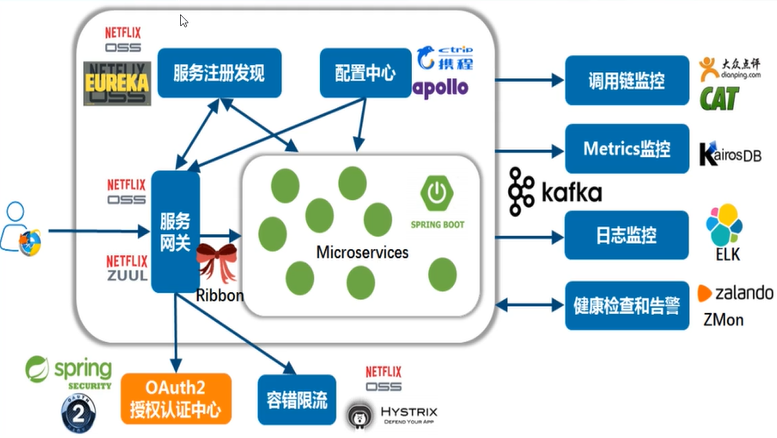 NETFLIX
OSS
EUREKA
OSS
服务注册发现
配置中心
ctrip
携程
apollo
调用链监控
大众点评
dianping.com
CAT
Metrics监控
KairosDB
kafka
NETFLIX
OSS
服务
网关
NETFLIX
ZUUL
Ribbon
Microservices
SPRING BOOT
日志监控
ELK
健康检查和告警
zalando
ZMon
spring
SECURITY
2
OAuth2
授权认证中心
容错限流
NETFLIX
OSS
HYSTRIX
DEFEND YOUR APP